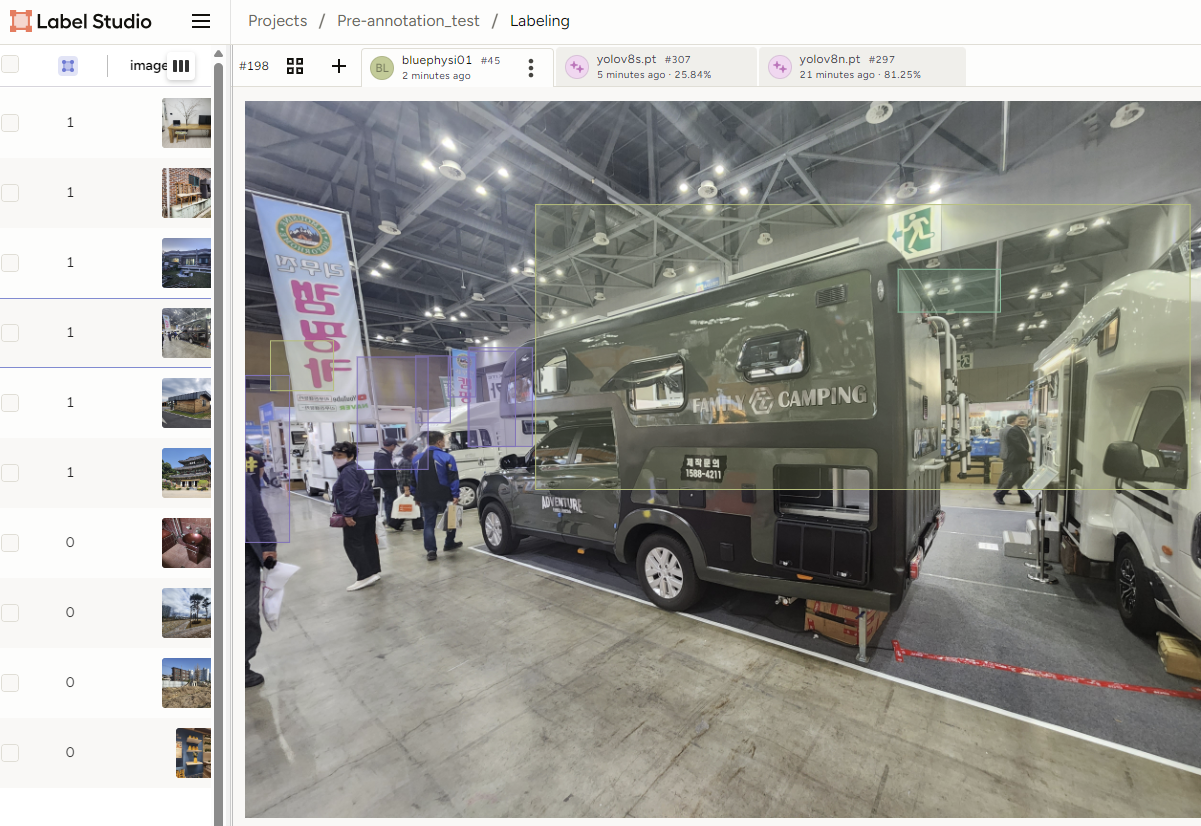 Label Studio
Projects / Pre-annotation_test / Labeling
image
#198
BL
bluephysi01 #45
2 minutes ago
yolov8s.pt #307
5 minutes ago · 25.84%
yolov8n.pt #297
21 minutes ago · 81.25%
1
1
1
1
1
1
0
0
0
0
캠핑카
YouTube
FAMILY FC CAMPING
제작문의
1588-4211
ADVENTURE